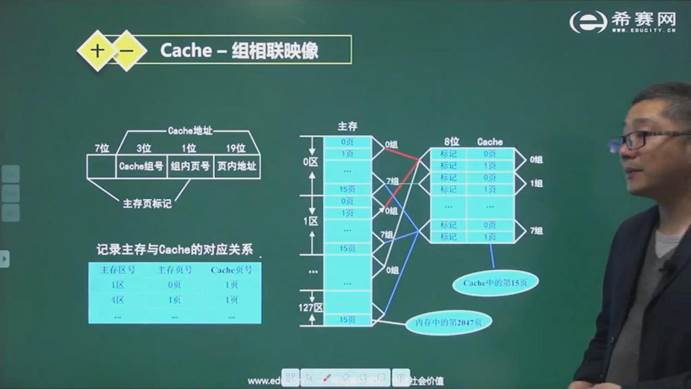 希赛网
WWW.EDUCITY.CN
Cache – 组相联映像
Cache地址
7位 3位 1位 19位
Cache组号 组内页号 页内地址
主存页标记
记录主存与Cache的对应关系
主存区号 主存页号 Cache页号
1区 0页 1页
4区 1页 1页
... ... ...
主存
0区
0页
1页
...
15页
1区
0页
1页
...
15页
...
...
127区
...
15页
0组
7组
0组
7组
0组
8位 Cache
标记 0页
标记 1页
标记 0页
标记 1页
... ...
标记 0页
标记 1页
0组
1组
7组
Cache中的第15页
内存中的第2047页
www.edu
社会价值